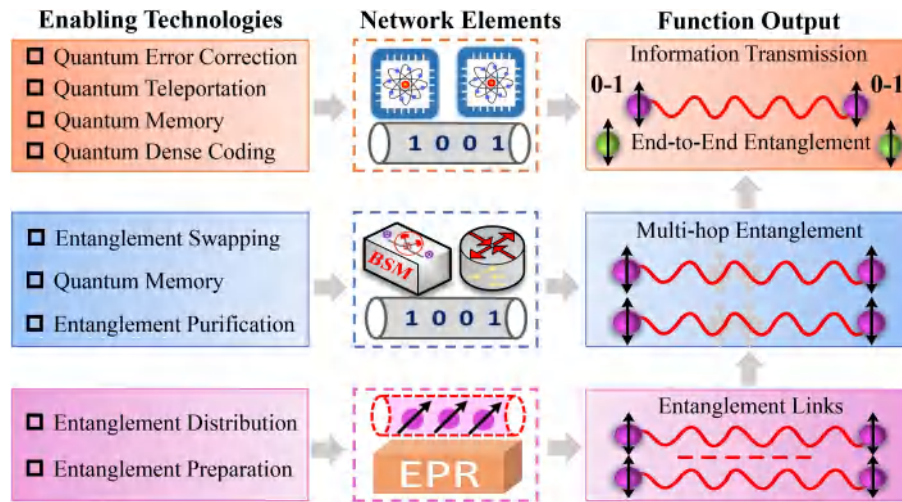 Enabling Technologies
Network Elements
Function Output
Quantum Error Correction
Quantum Teleportation
Quantum Memory
Quantum Dense Coding
1 0 0 1
Information Transmission
0-1
0-1
End-to-End Entanglement
Entanglement Swapping
Quantum Memory
Entanglement Purification
BSM
1 0 0 1
Multi-hop Entanglement
Entanglement Distribution
Entanglement Preparation
EPR
Entanglement Links